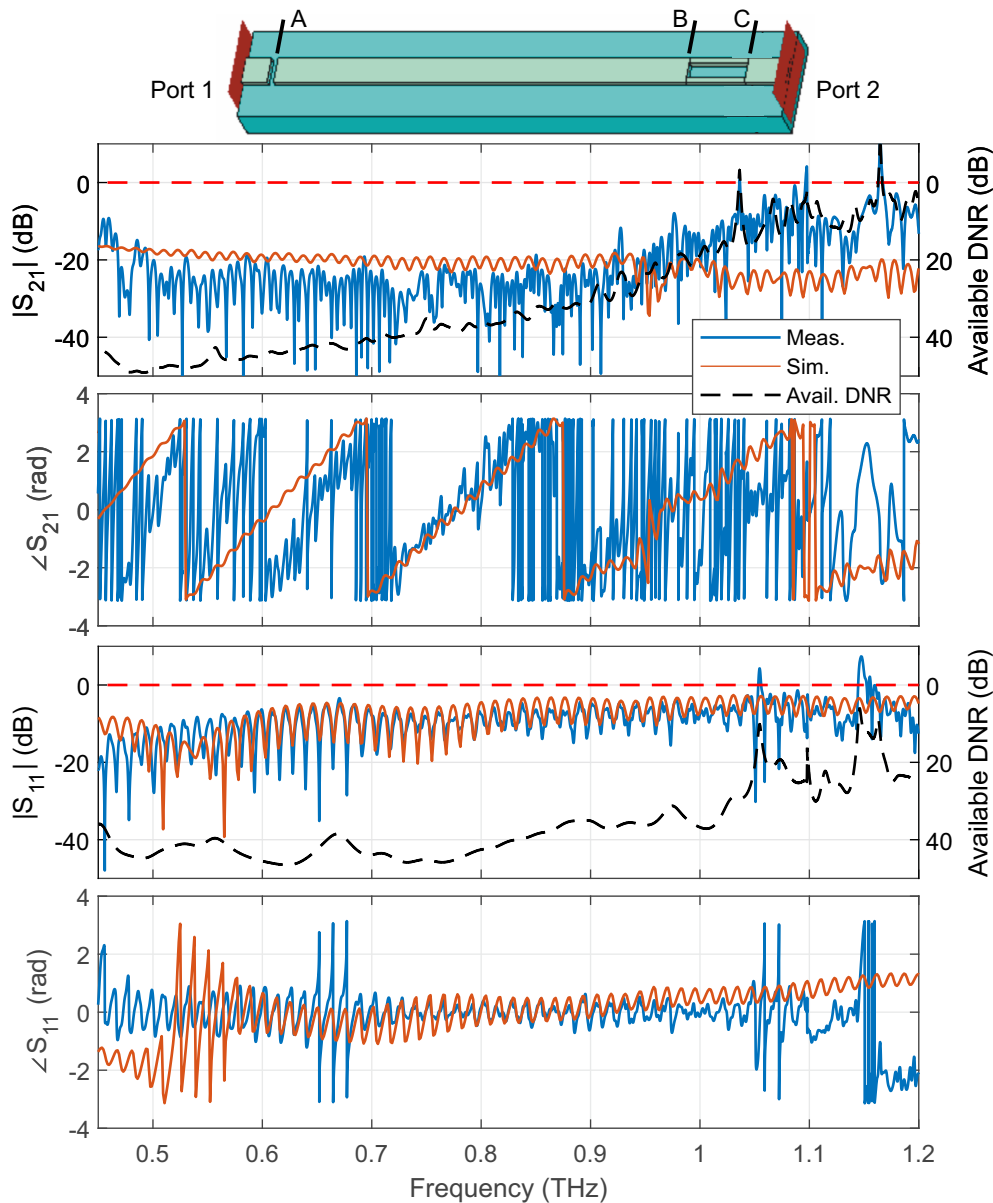 A
B C
Port 1
Port 2
|S21| (dB)
0
-20
-40
0
20
40
Available DNR (dB)
Meas.
Sim.
Avail. DNR
∠S21 (rad)
4
2
0
-2
-4
|S11| (dB)
0
-20
-40
0
20
40
Available DNR (dB)
∠S11 (rad)
4
2
0
-2
-4
0.5 0.6 0.7 0.8 0.9 1 1.1 1.2
Frequency (THz)